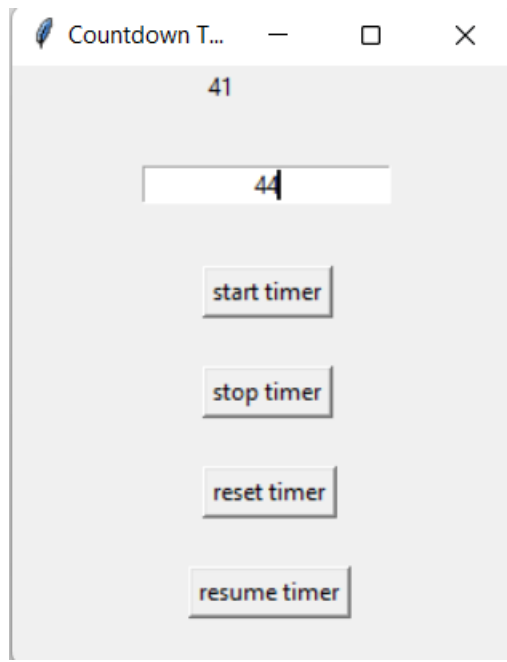 Countdown T...
41
44
start timer
stop timer
reset timer
resume timer